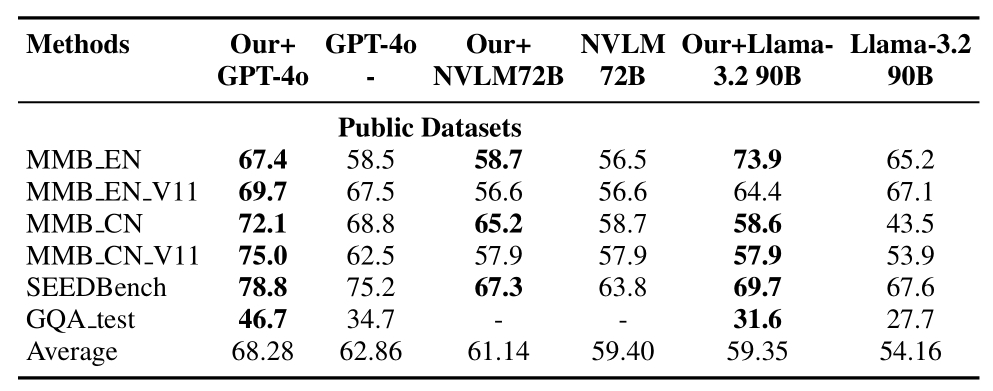 Methods Our+ GPT-4o Our+ NVLM Our+Llama- Llama-3.2
GPT-4o - NVLM72B 72B 3.2 90B 90B
Public Datasets
MMB_EN 67.4 58.5 58.7 56.5 73.9 65.2
MMB_EN_V11 69.7 67.5 56.6 56.6 64.4 67.1
MMB_CN 72.1 68.8 65.2 58.7 58.6 43.5
MMB_CN_V11 75.0 62.5 57.9 57.9 57.9 53.9
SEEDBench 78.8 75.2 67.3 63.8 69.7 67.6
GQA_test 46.7 34.7 - - 31.6 27.7
Average 68.28 62.86 61.14 59.40 59.35 54.16